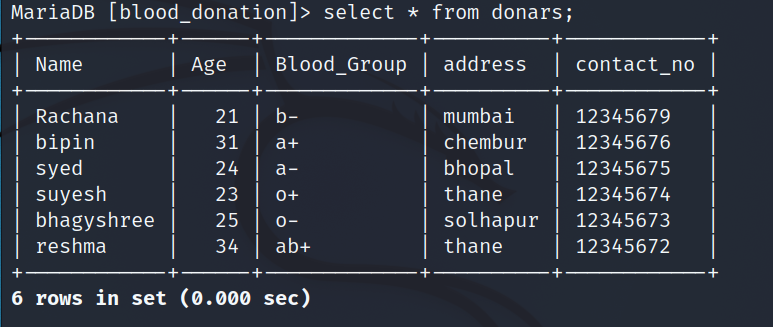 MariaDB [blood_donation]> select * from donars;
+------------+------+-------------+----------+------------+
| Name       | Age  | Blood_Group | address  | contact_no |
+------------+------+-------------+----------+------------+
| Rachana    |   21 | b-          | mumbai   | 12345679   |
| bipin      |   31 | a+          | chembur  | 12345676   |
| syed       |   24 | a-          | bhopal   | 12345675   |
| suyesh     |   23 | o+          | thane    | 12345674   |
| bhagyshree |   25 | o-          | solhapur | 12345673   |
| reshma     |   34 | ab+         | thane    | 12345672   |
+------------+------+-------------+----------+------------+
6 rows in set (0.000 sec)